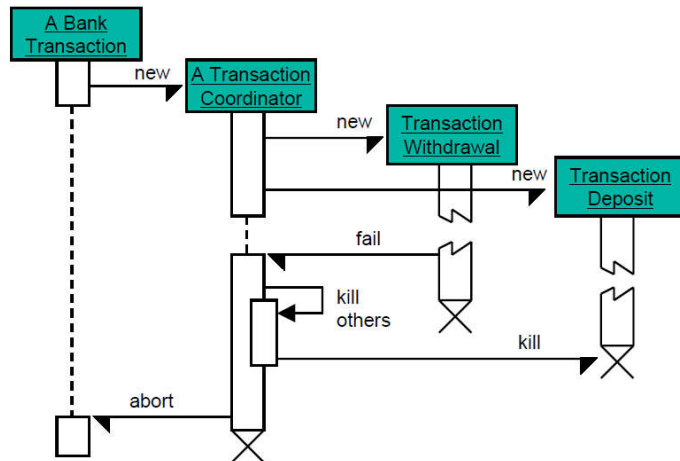 A Bank
Transaction
new
A Transaction
Coordinator
new
Transaction
Withdrawal
new
Transaction
Deposit
fail
kill
others
kill
abort